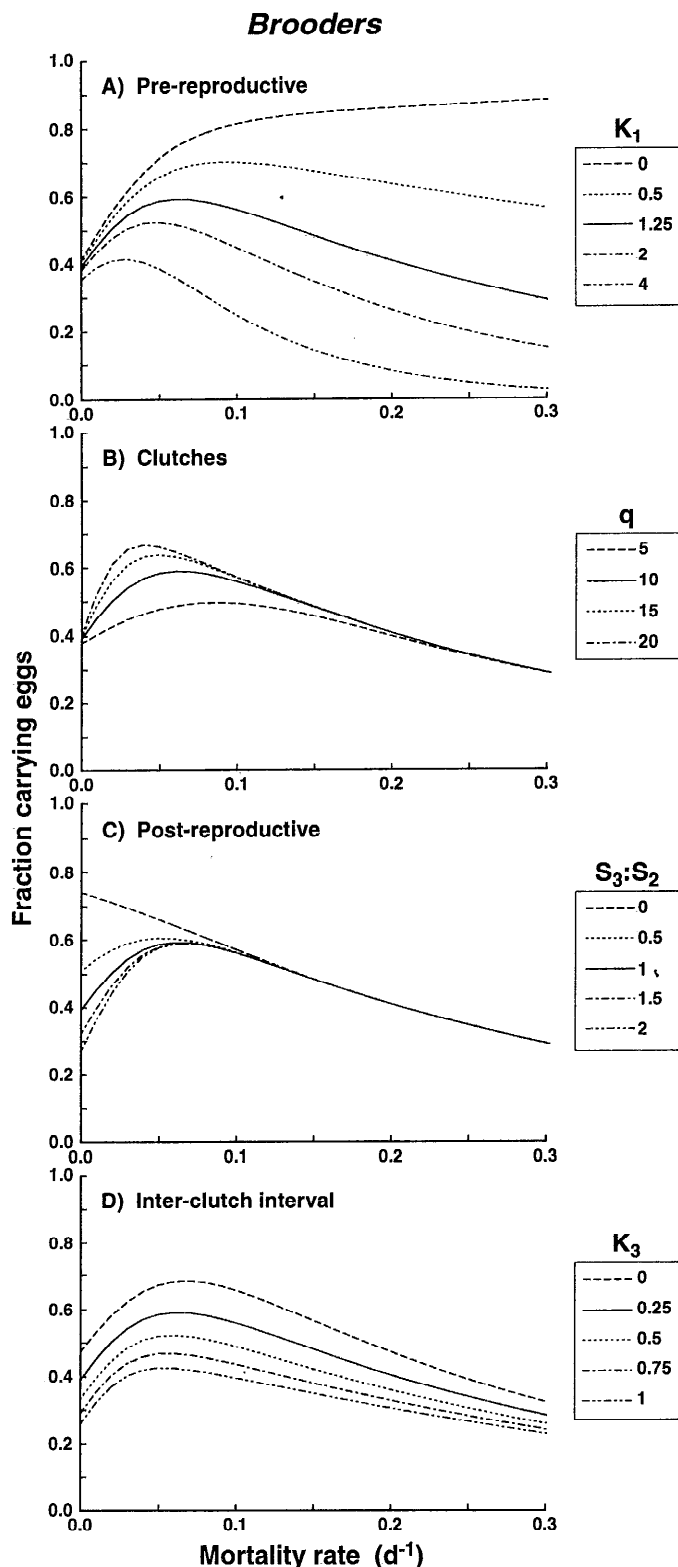 Brooders
A) Pre-reproductive
1.0
0.8
0.6
0.4
0.2
0.0
0.0 0.1 0.2 0.3
K1
0
0.5
1.25
2
4
B) Clutches
1.0
0.8
0.6
0.4
0.2
0.0
0.0 0.1 0.2 0.3
q
5
10
15
20
Fraction carrying eggs
C) Post-reproductive
1.0
0.8
0.6
0.4
0.2
0.0
0.0 0.1 0.2 0.3
S3:S2
0
0.5
1
1.5
2
D) Inter-clutch interval
1.0
0.8
0.6
0.4
0.2
0.0
0.0 0.1 0.2 0.3
K3
0
0.25
0.5
0.75
1
Mortality rate (d-1)